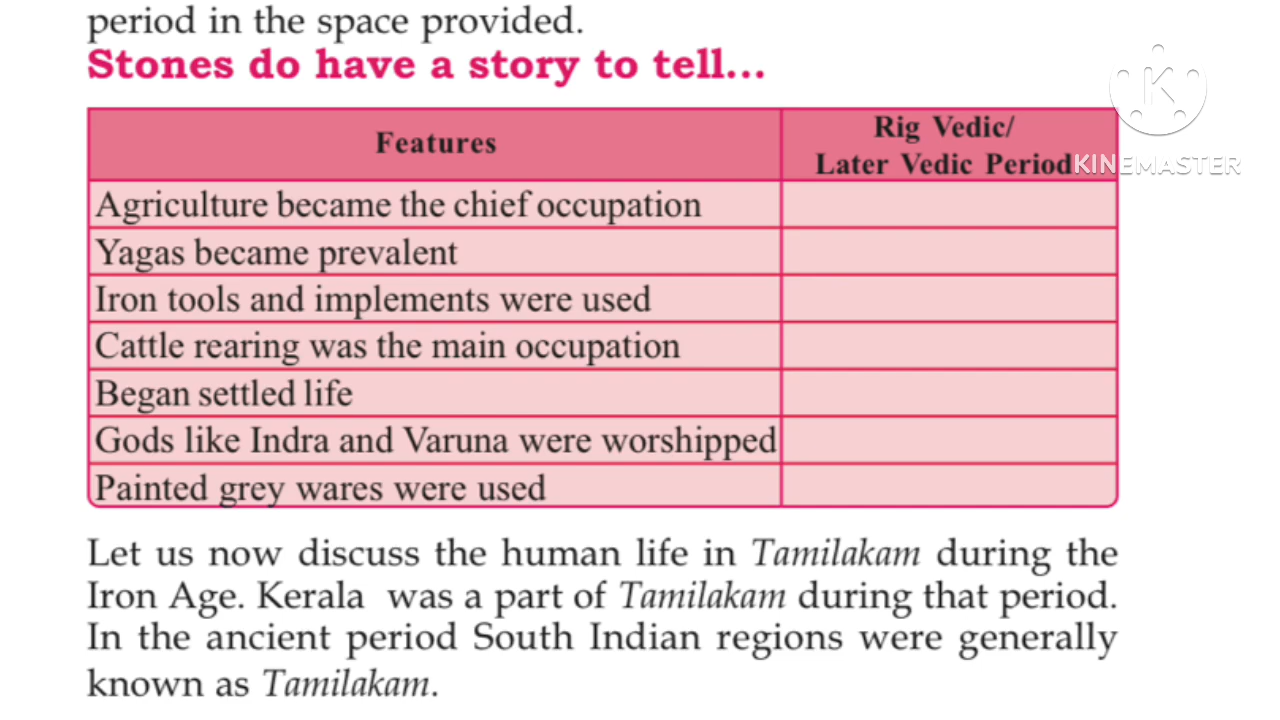 period in the space provided.
Stones do have a story to tell...
Features
Rig Vedic/
Later Vedic Period
KINEMASTER
Agriculture became the chief occupation
Yagas became prevalent
Iron tools and implements were used
Cattle rearing was the main occupation
Began settled life
Gods like Indra and Varuna were worshipped
Painted grey wares were used
Let us now discuss the human life in Tamilakam during the
Iron Age. Kerala was a part of Tamilakam during that period.
In the ancient period South Indian regions were generally
known as Tamilakam.